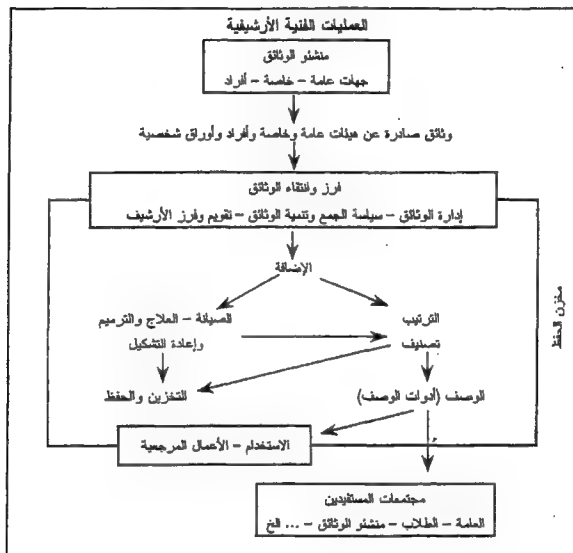 العمليات الفنية الأرشيفية
منشئو الوثائق
جهات عامة – خاصة – أفراد
وثائق صادرة عن هيئات عامة وخاصة وأفراد وأوراق شخصية
فرز وانتقاء الوثائق
إدارة الوثائق – سياسة الجمع وتنمية الوثائق – تقويم وفرز الأرشيف
الإضافة
الترتيب
تصنيف
الصيانة – العلاج والترميم
وإعادة التشكيل
مخزن الحفظ
الوصف (أدوات الوصف)
التخزين والحفظ
الاستخدام – الأعمال المرجعية
مجتمعات المستفيدين
العامة – الطلاب – منشئو الوثائق – ... الخ